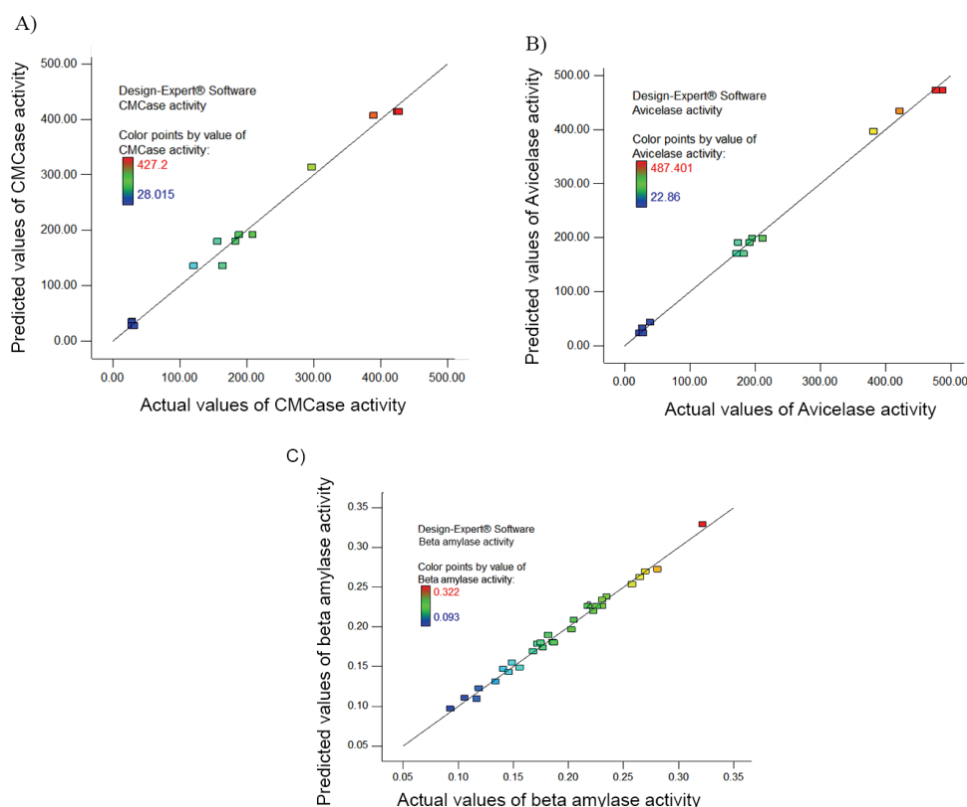 A)
Predicted values of CMCase activity
500.00
400.00
300.00
200.00
100.00
0.00
Design-Expert® Software
CMCase activity
Color points by value of
CMCase activity:
427.2
28.015
0.00 100.00 200.00 300.00 400.00 500.00
Actual values of CMCase activity
B)
Predicted values of Avicelase activity
500.00
400.00
300.00
200.00
100.00
0.00
Design-Expert® Software
Avicelase activity
Color points by value of
Avicelase activity:
487.401
22.86
0.00 100.00 200.00 300.00 400.00 500.00
Actual values of Avicelase activity
C)
Predicted values of beta amylase activity
0.35
0.30
0.25
0.20
0.15
0.10
0.05
Design-Expert® Software
Beta amylase activity
Color points by value of
Beta amylase activity:
0.322
0.093
0.05 0.10 0.15 0.20 0.25 0.30 0.35
Actual values of beta amylase activity